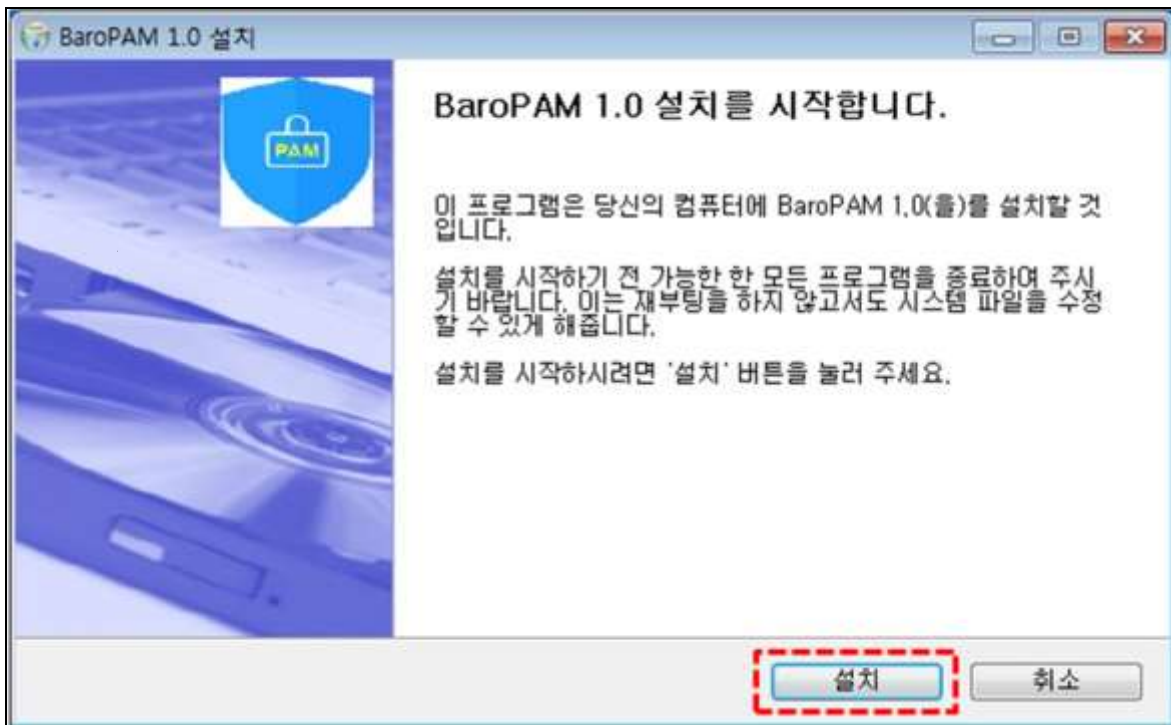 BaroPAM 1.0 설치
PAM
BaroPAM 1.0 설치를 시작합니다.
이 프로그램은 당신의 컴퓨터에 BaroPAM 1.0(을)를 설치할 것
입니다.
설치를 시작하기 전 가능한 한 모든 프로그램을 종료하여 주시
기 바랍니다. 이는 재부팅을 하지 않고서도 시스템 파일을 수정
할 수 있게 해줍니다.
설치를 시작하시려면 '설치' 버튼을 눌러 주세요.
설치
취소